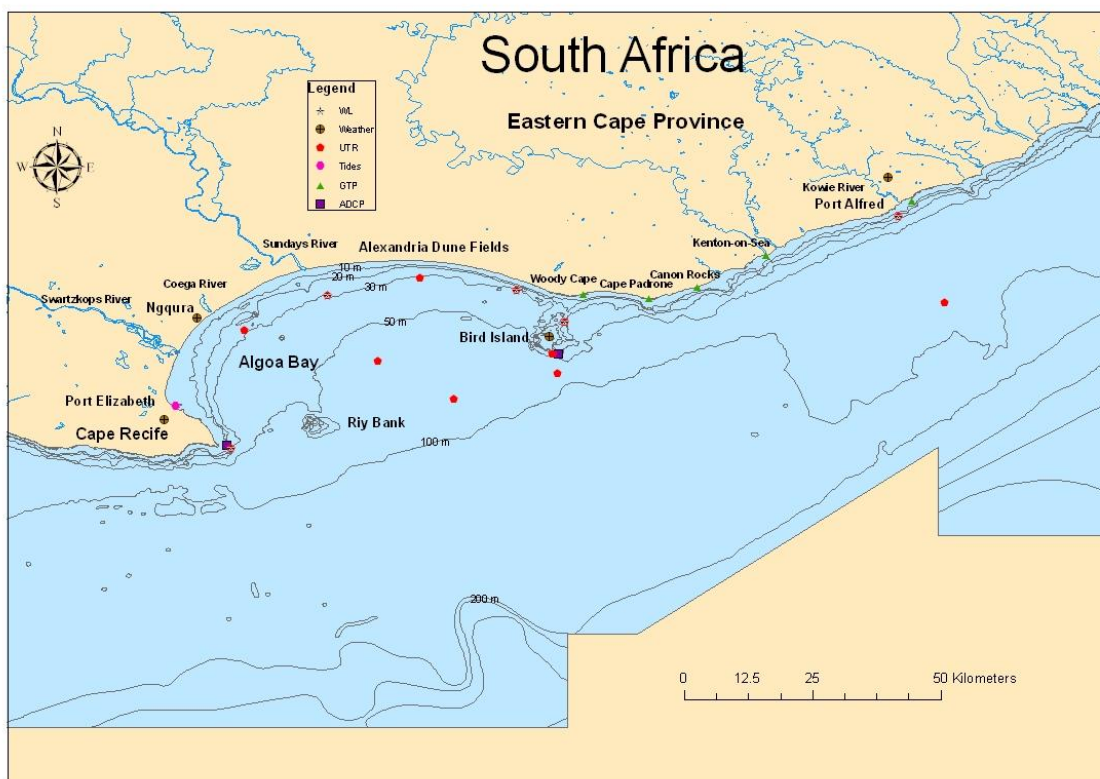 South Africa
Eastern Cape Province
Legend
WL
Weather
UTR
Tides
GTP
ADCP
N
W E
S
Kowie River
Port Alfred
Kenton-on-Sea
Sundays River
Alexandria Dune Fields
10 m
20 m
30 m
Woody Cape
Cape Padrone
Canon Rocks
Coega River
Swartzkops River
Ngqura
50 m
Bird Island
Algoa Bay
Port Elizabeth
Cape Recife
Riy Bank
100 m
200 m
0 12.5 25 50 Kilometers